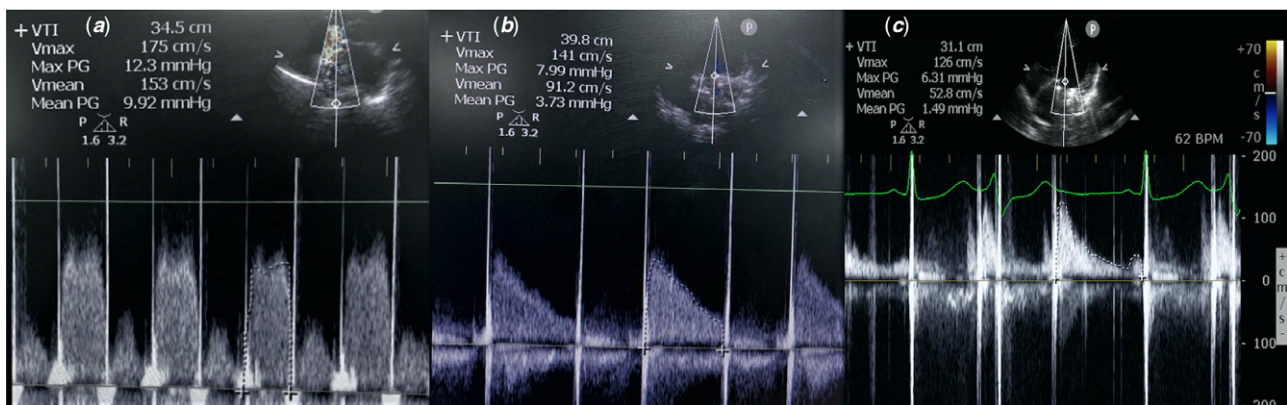 (a)
+ VTI 34.5 cm
Vmax 175 cm/s
Max PG 12.3 mmHg
Vmean 153 cm/s
Mean PG 9.92 mmHg
P R
1.6 3.2
(b)
P
+ VTI 39.8 cm
Vmax 141 cm/s
Max PG 7.99 mmHg
Vmean 91.2 cm/s
Mean PG 3.73 mmHg
P R
1.6 3.2
(c)
P
+ VTI 31.1 cm
Vmax 126 cm/s
Max PG 6.31 mmHg
Vmean 52.8 cm/s
Mean PG 1.49 mmHg
P R
1.6 3.2
+70
c
m
/
s
-70
62 BPM
200
100
0
+
c
m
/
s
-
100
200